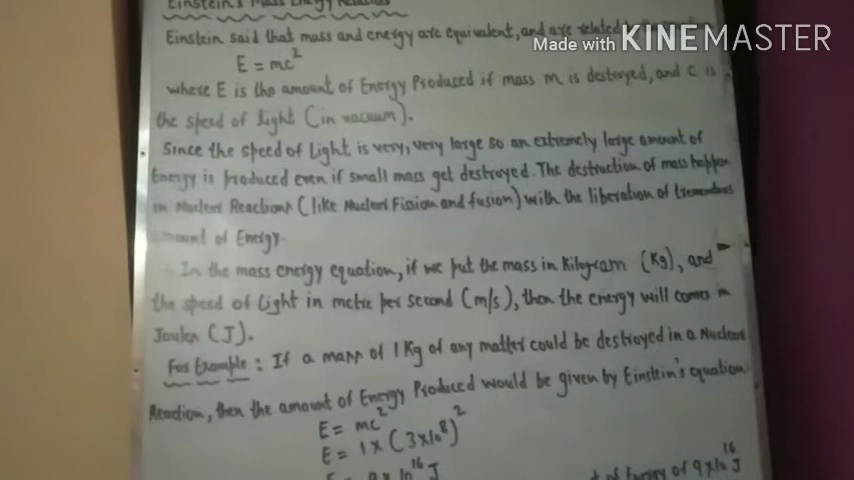 Einstein's Mass Energy Relation
Made with KINEMASTER
Einstein said that mass and energy are equivalent, and are related
E = mc²
where E is the amount of Energy Produced if mass m is destroyed, and c is
the speed of light (in vacuum).
Since the speed of Light is very, very large so an extremely large amount of
Energy is produced even if small mass get destroyed. The destruction of mass happen
in Nuclear Reactions (like Nuclear Fission and fusion) with the liberation of tremendous
amount of Energy.
In the mass energy equation, if we put the mass in Kilogram (Kg), and
the speed of light in metre per second (m/s), then the energy will comes in
Joules (J).
For Example : If a mass of 1 Kg of any matter could be destroyed in a Nuclear
Reaction, then the amount of Energy Produced would be given by Einstein's equation
E = mc²
E = 1 × (3×10⁸)²
E = 9×10¹⁶ J
of Energy of 9×10¹⁶ J